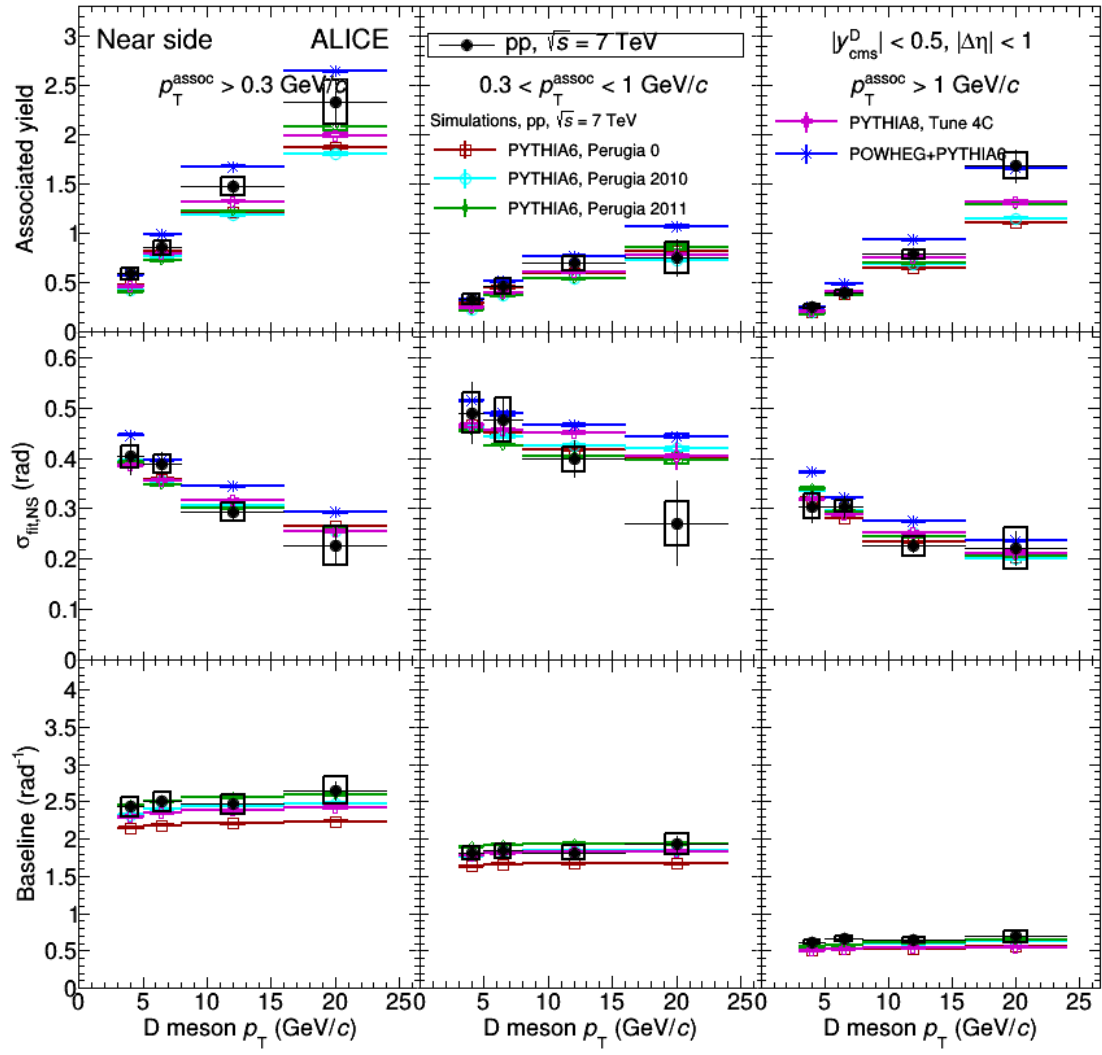 Near side ALICE
p_T^assoc > 0.3 GeV/c
pp, √s = 7 TeV
0.3 < p_T^assoc < 1 GeV/c
Simulations, pp, √s = 7 TeV
PYTHIA6, Perugia 0
PYTHIA6, Perugia 2010
PYTHIA6, Perugia 2011
|y_cms^D| < 0.5, |Δη| < 1
p_T^assoc > 1 GeV/c
PYTHIA8, Tune 4C
POWHEG+PYTHIA6
Associated yield
3
2.5
2
1.5
1
0.5
0
σ_fit,NS (rad)
0.6
0.5
0.4
0.3
0.2
0.1
0
Baseline (rad⁻¹)
4
3.5
3
2.5
2
1.5
1
0.5
0
0 5 10 15 20 25
5 10 15 20 25
5 10 15 20 25
D meson p_T (GeV/c)
D meson p_T (GeV/c)
D meson p_T (GeV/c)